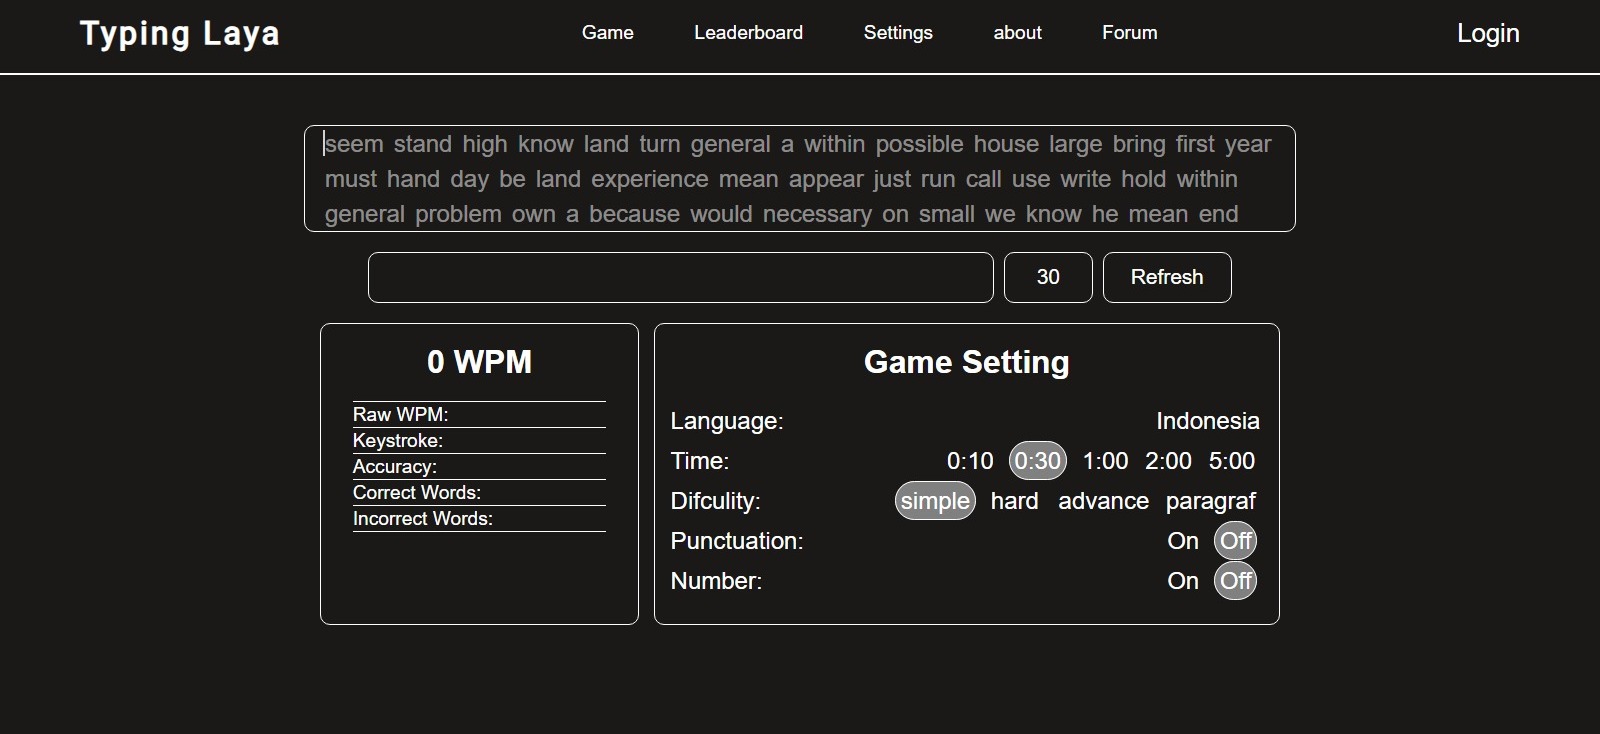 Typing Laya
Game Leaderboard Settings about Forum
Login
seem stand high know land turn general a within possible house large bring first year
must hand day be land experience mean appear just run call use write hold within
general problem own a because would necessary on small we know he mean end
30 Refresh
0 WPM
Raw WPM:
Keystroke:
Accuracy:
Correct Words:
Incorrect Words:
Game Setting
Language: Indonesia
Time: 0:10 0:30 1:00 2:00 5:00
Difculity: simple hard advance paragraf
Punctuation: On Off
Number: On Off